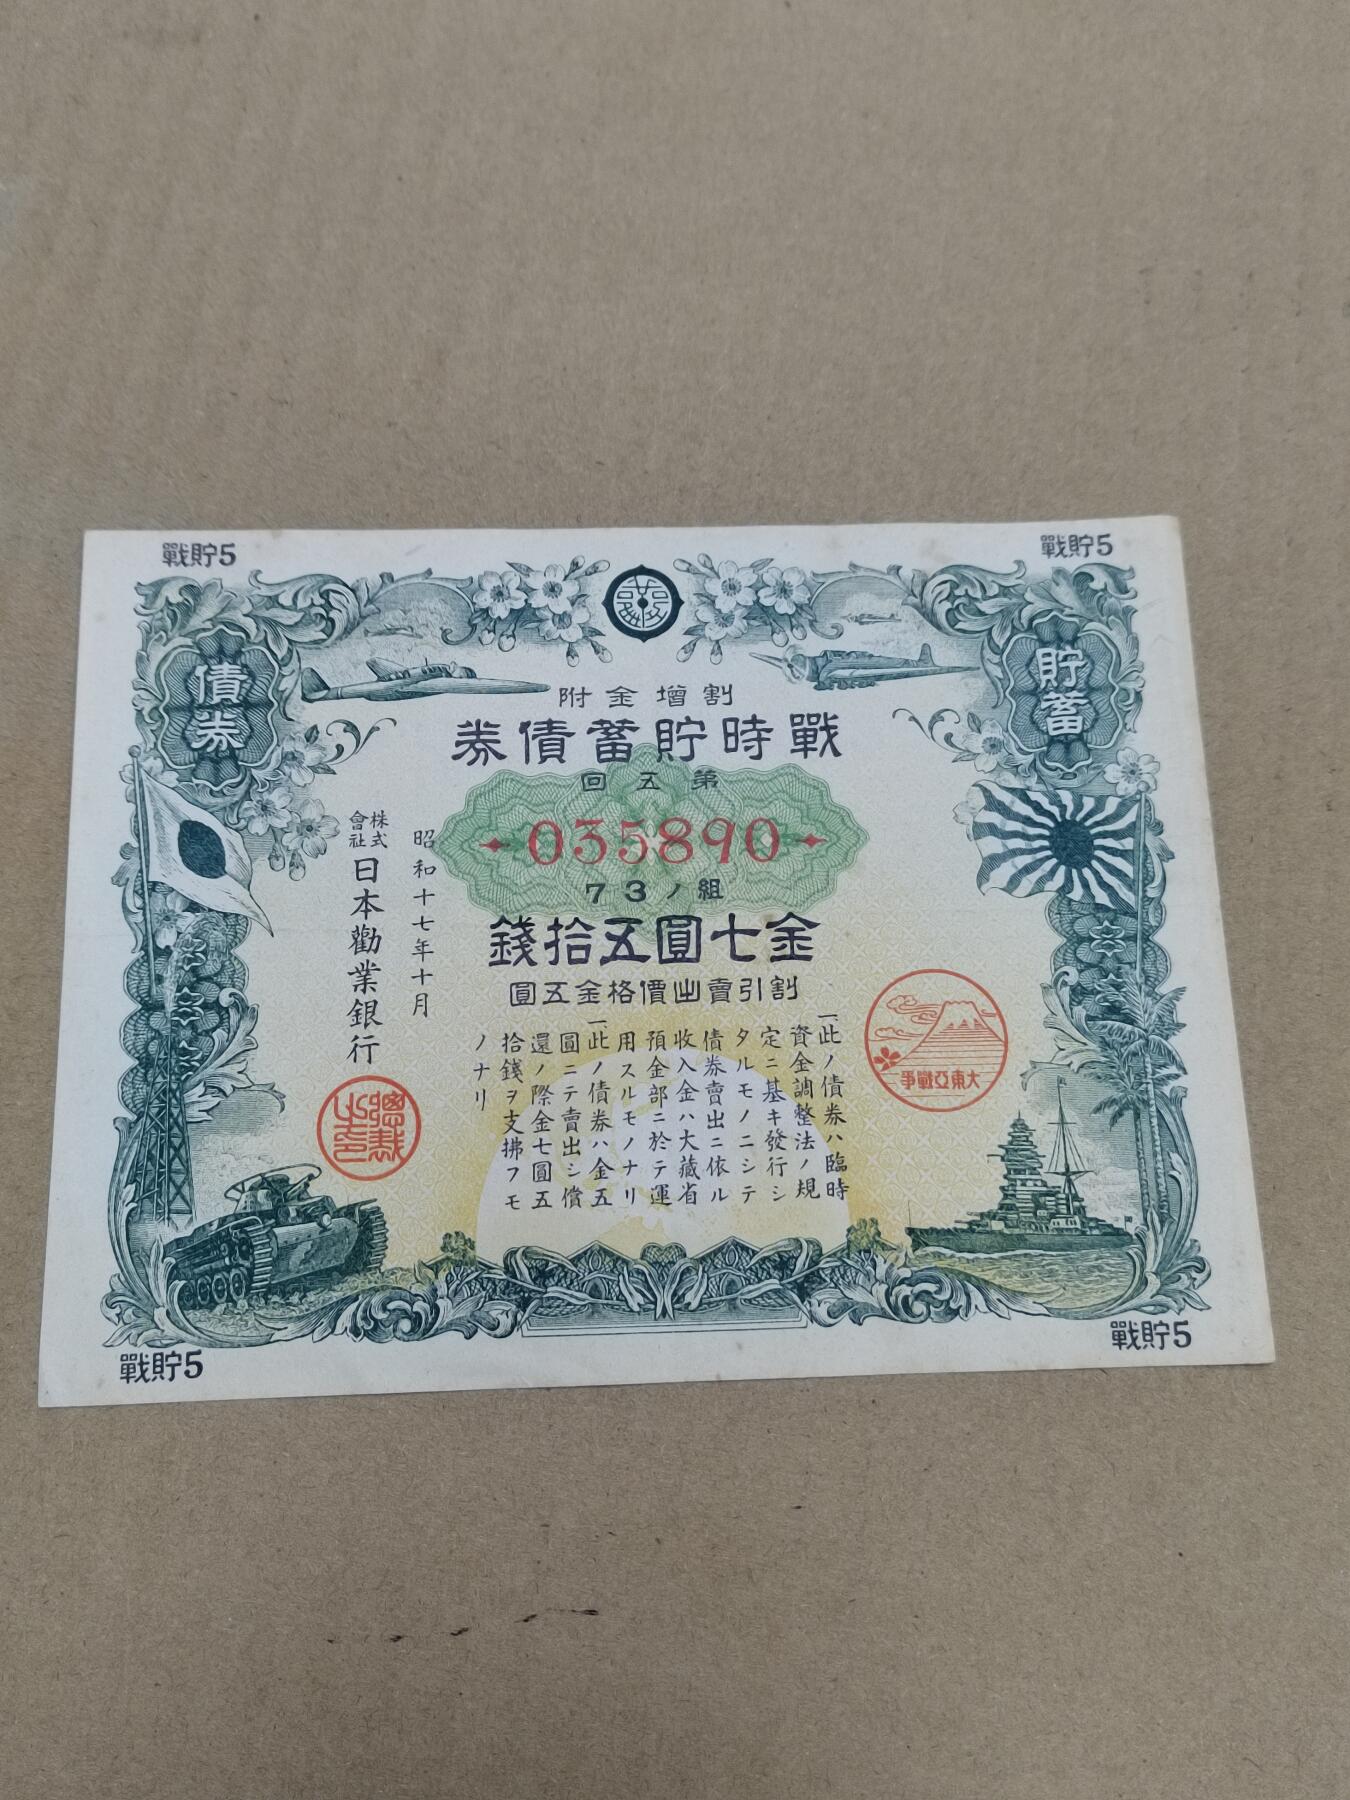 戰貯5
戰貯5
貯蓄
債券
割增金附
戰時貯蓄債券
第五回
035890
組ノ73
金七圓五拾錢
割引賣出價格金五圓
大東亞戰爭
一此ノ債券ハ臨時
資金調整法ノ規
定ニ基キ發行シ
タルモノニシテ
債券賣出ニ依ル
收入金ハ大藏省
預金部ニ於テ運
用スルモノナリ
一此ノ債券ハ金五
圓ニテ賣出シ償
還ノ際金七圓五
拾錢ヲ支拂フモ
ノナリ
昭和十七年十月
株式會社日本勸業銀行
總裁之印
戰貯5
戰貯5